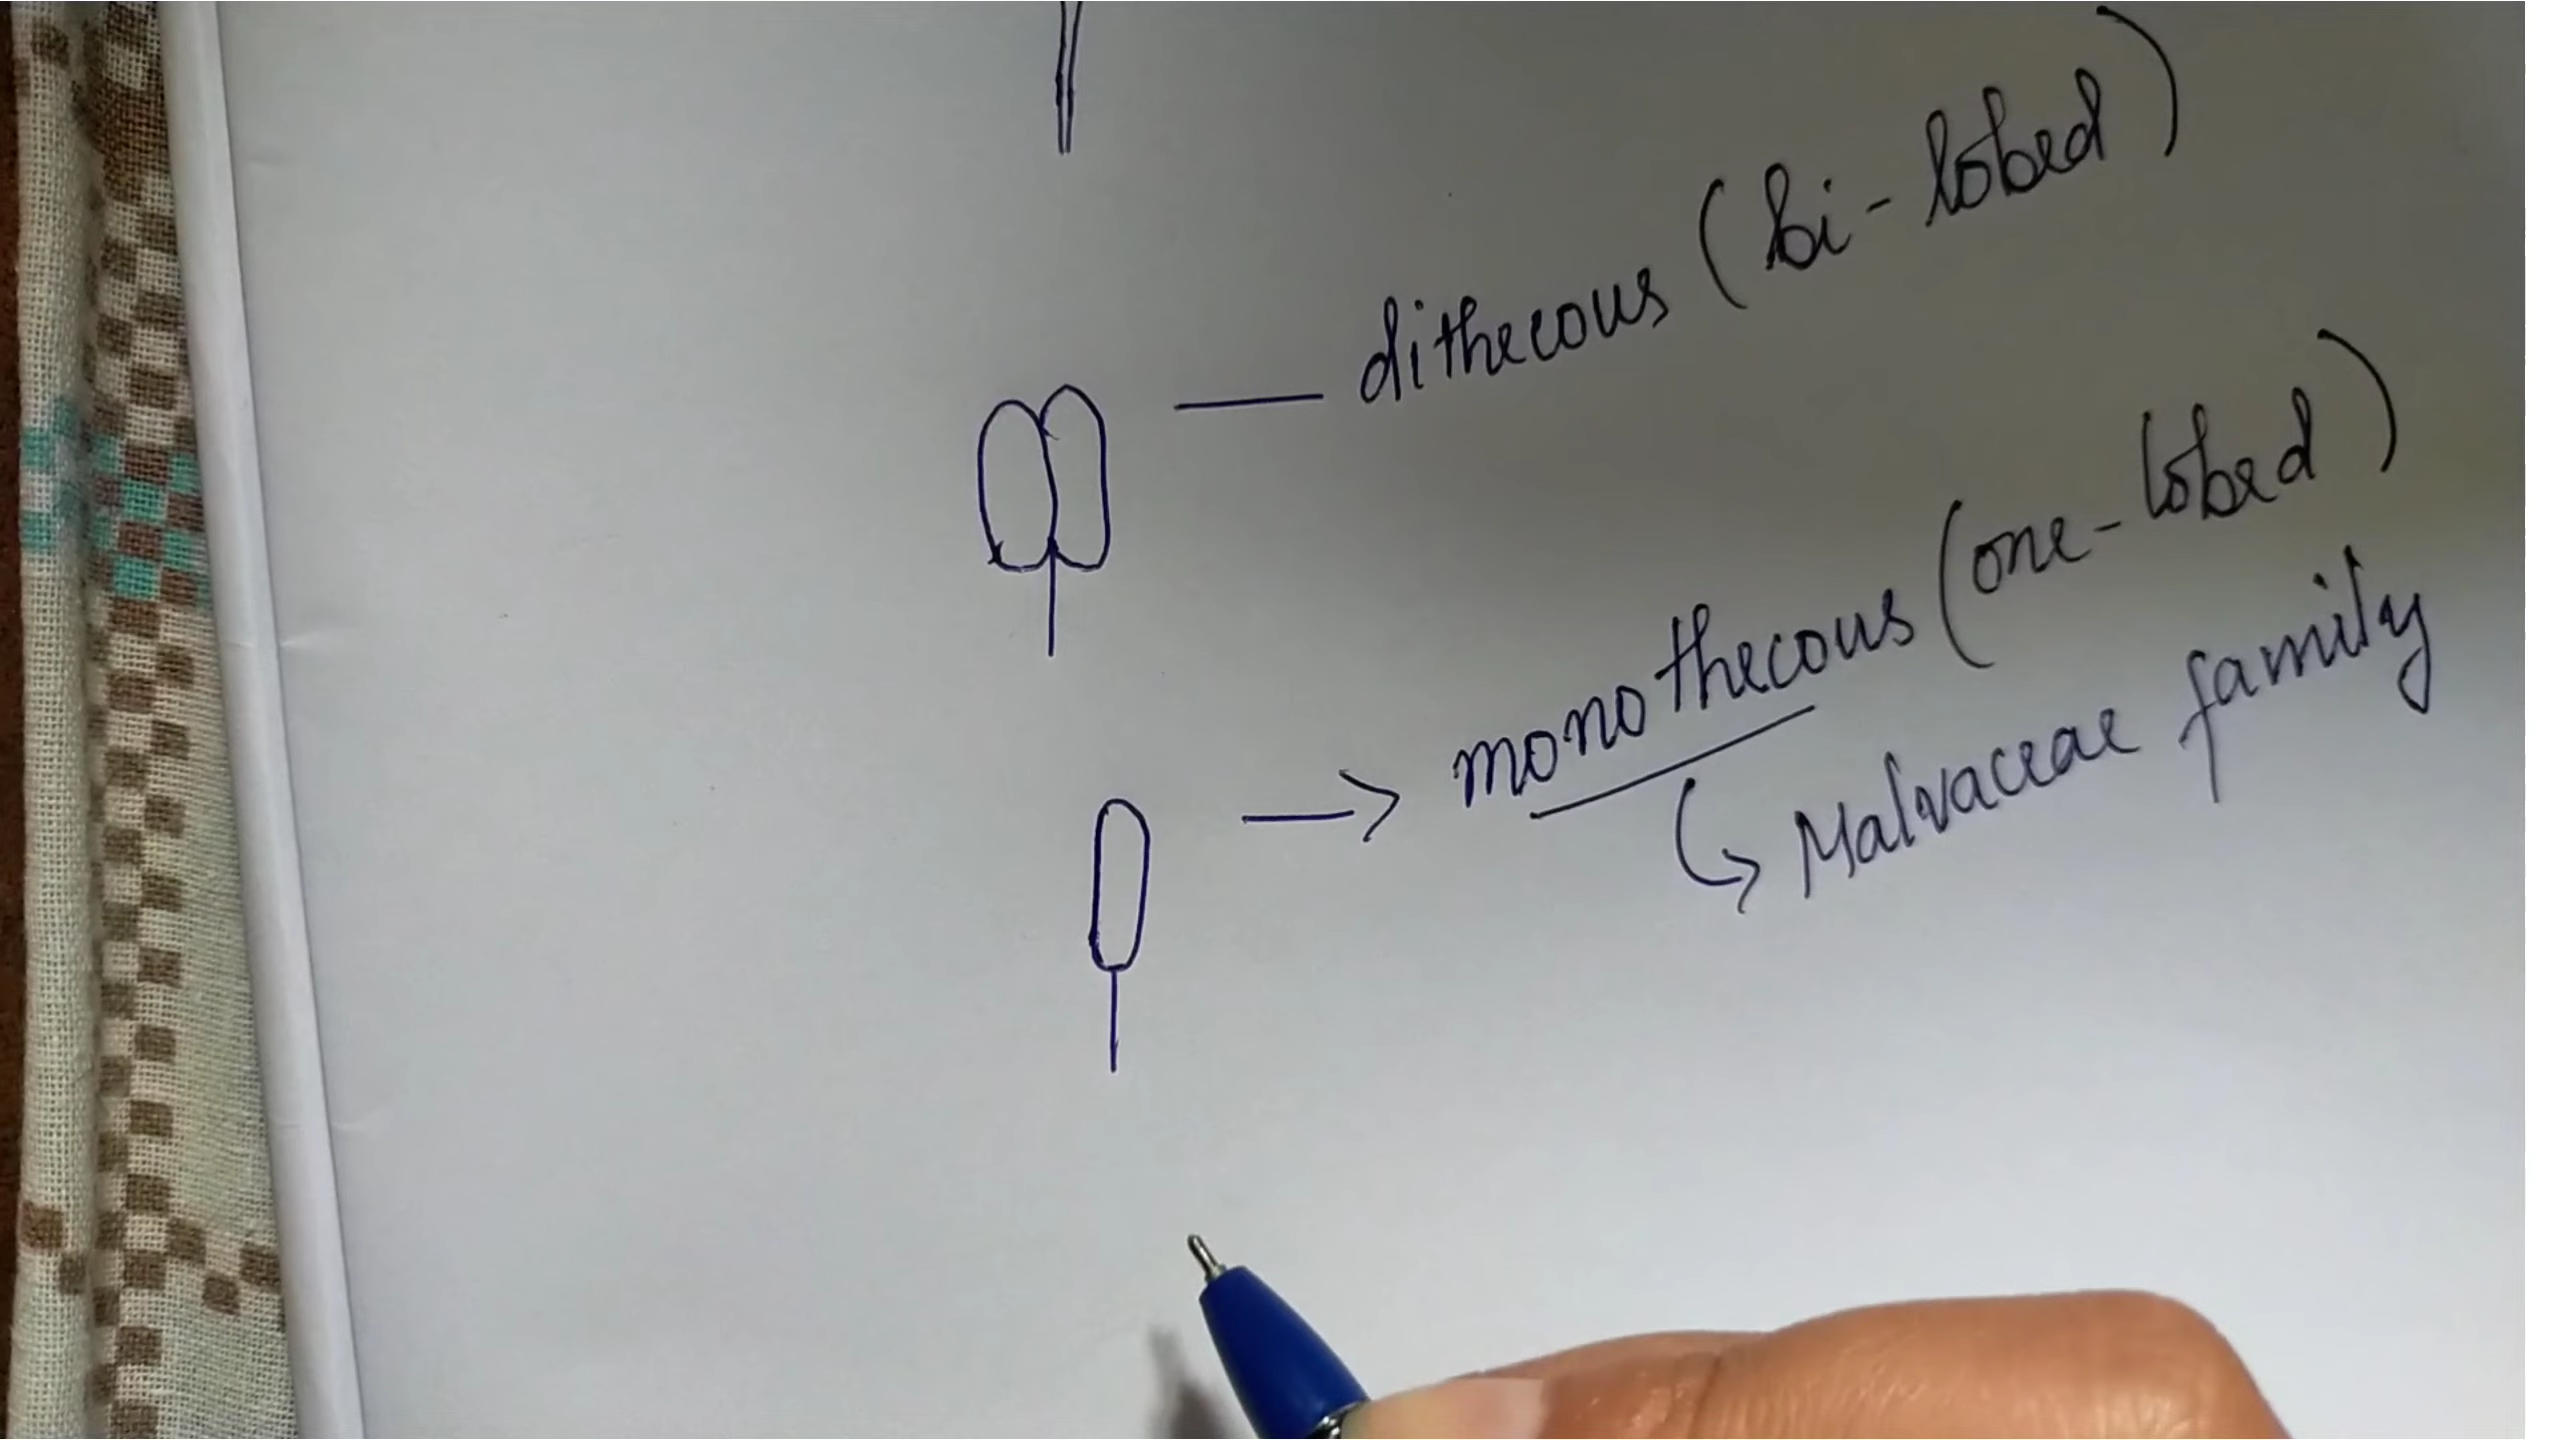 — dithecous (bi-lobed)
→ monothecous (one-lobed)
↳ Malvaceae family